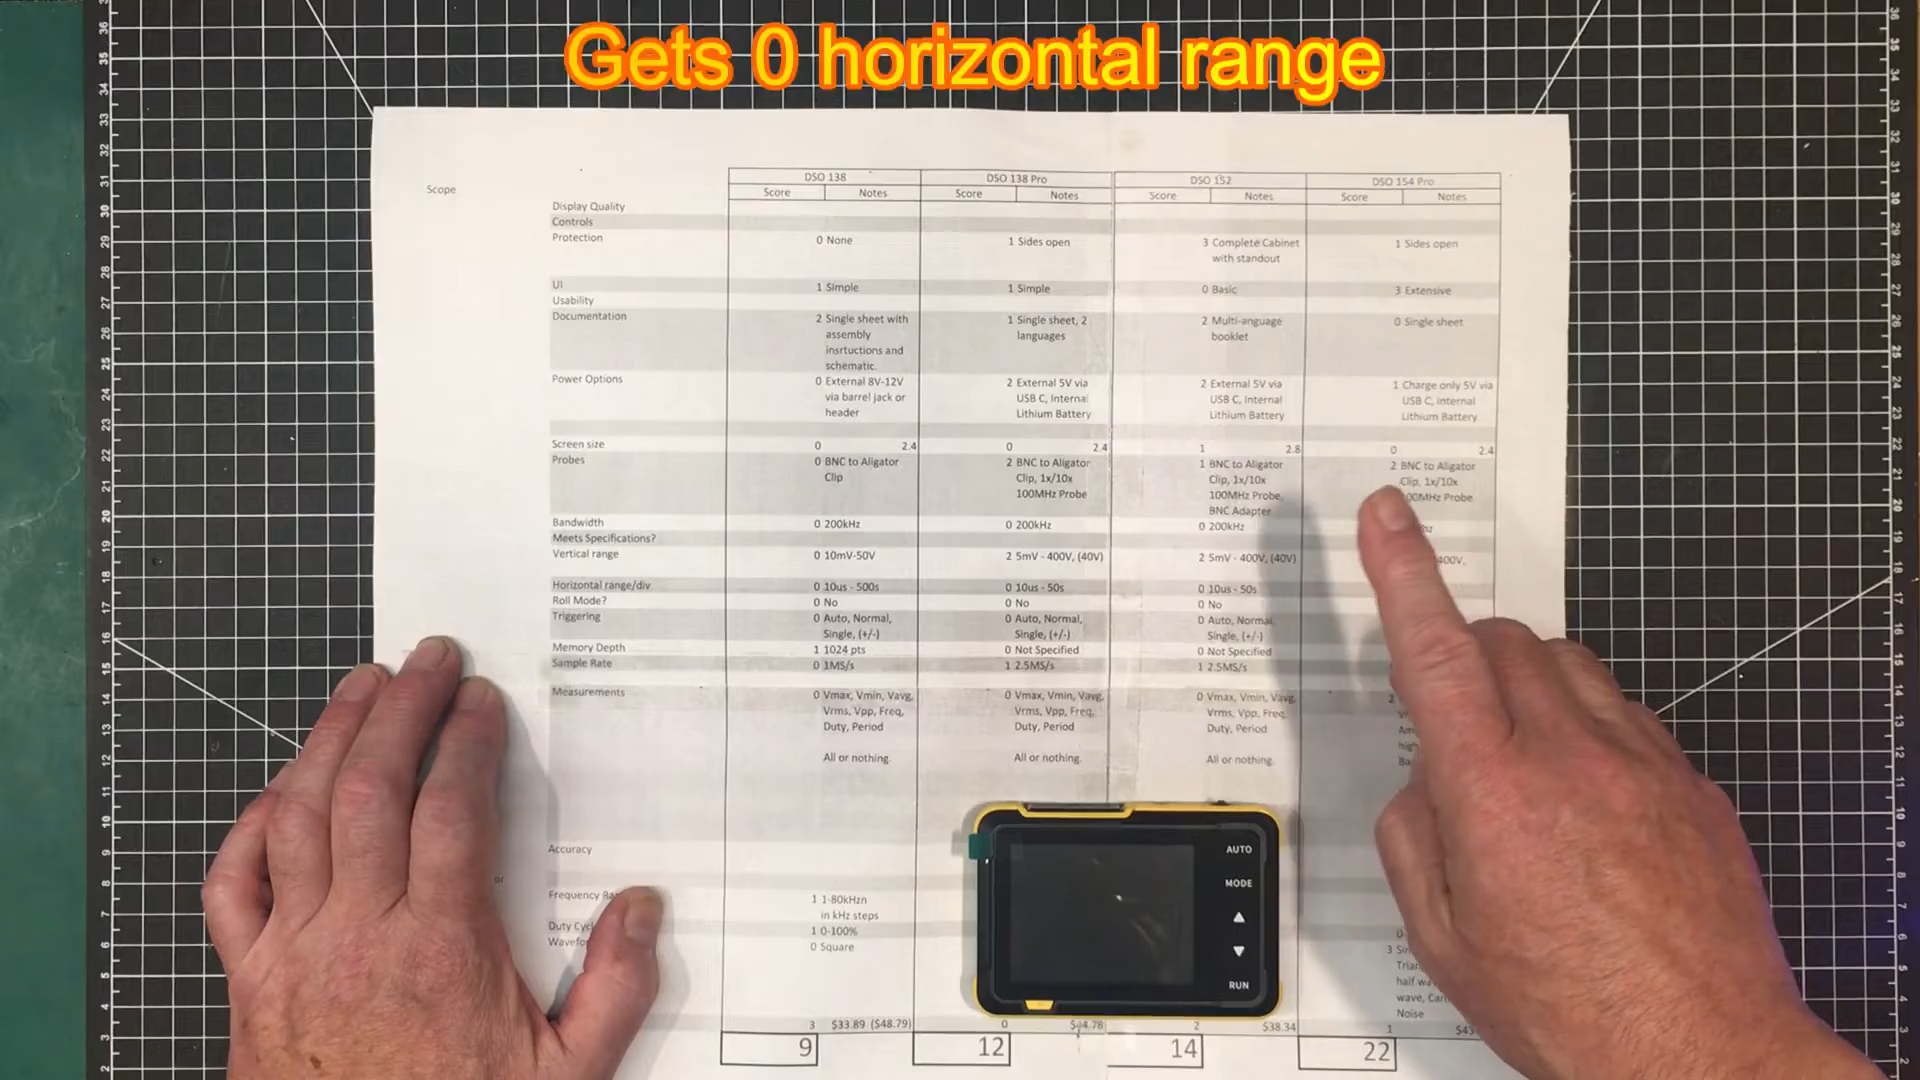 Gets 0 horizontal range
Scope
DSO 138 DSO 138 Pro DSO 152 DSO 154 Pro
Score Notes Score Notes Score Notes Score Notes
Display Quality
Controls
Protection 0 None 1 Sides open 3 Complete Cabinet 1 Sides open
with standout
UI 1 Simple 1 Simple 0 Basic 3 Extensive
Usability
Documentation 2 Single sheet with 1 Single sheet, 2 2 Multi-anguage 0 Single sheet
assembly languages booklet
insrtuctions and
schematic.
Power Options 0 External 8V-12V 2 External 5V via 2 External 5V via 1 Charge only 5V via
via barrel jack or USB C, Internal USB C, Internal USB C, Internal
header Lithium Battery Lithium Battery Lithium Battery
Screen size 0 2.4 0 2.4 1 2.8 0 2.4
Probes 0 BNC to Aligator 2 BNC to Aligator 1 BNC to Aligator 2 BNC to Aligator
Clip Clip, 1x/10x Clip, 1x/10x Clip, 1x/10x
100MHz Probe 100MHz Probe, Probe
BNC Adapter
Bandwidth 0 200kHz 0 200kHz 0 200kHz
Meets Specifications?
Vertical range 0 10mV-50V 2 5mV - 400V, (40V) 2 5mV - 400V, (40V) 400V,
Horizontal range/div 0 10us - 500s 0 10us - 50s 0 10us - 50s
Roll Mode? 0 No 0 No 0 No
Triggering 0 Auto, Normal, 0 Auto, Normal, 0 Auto, Normal,
Single, (+/-) Single, (+/-) Single, (+/-)
Memory Depth 1 1024 pts 0 Not Specified 0 Not Specified
Sample Rate 0 1MS/s 1 2.5MS/s 1 2.5MS/s
Measurements 0 Vmax, Vmin, Vavg, 0 Vmax, Vmin, Vavg, 0 Vmax, Vmin, Vavg, 2
Vrms, Vpp, Freq, Vrms, Vpp, Freq, Vrms, Vpp, Freq,
Duty, Period Duty, Period Duty, Period
All or nothing. All or nothing. All or nothing.
Accuracy
or
Frequency 1 1-80kHzn
in kHz steps
Duty 1 0-100%
0 Square 3
half
wave,
Noise
3 $33.89 ($48.79) 0 2 $38.34 1
9 12 14 22
AUTO
MODE
RUN